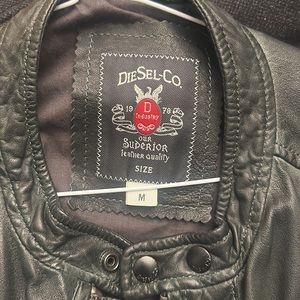 DIESEL-CO.
19 D 78
Industry
OUR
Superior
leather quality
SIZE
M